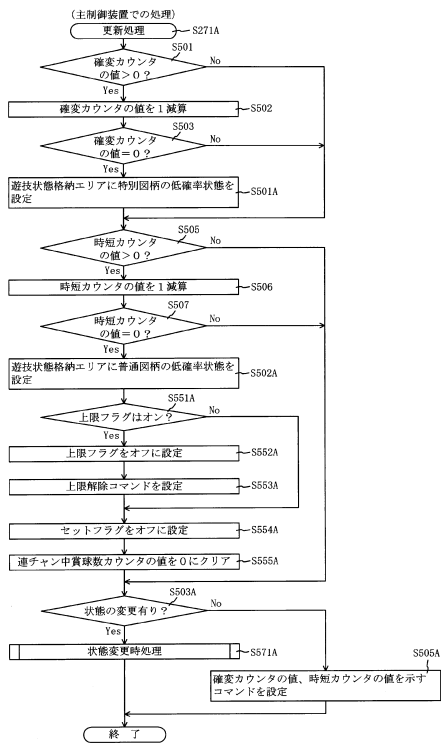 （主制御装置での処理）
更新処理
S271A
S501
確変カウンタ
の値＞０？
No
Yes
確変カウンタの値を１減算
S502
S503
確変カウンタ
の値＝０？
No
Yes
遊技状態格納エリアに特別図柄の低確率状態を
設定
S501A
S505
時短カウンタ
の値＞０？
No
Yes
時短カウンタの値を１減算
S506
S507
時短カウンタ
の値＝０？
No
Yes
遊技状態格納エリアに普通図柄の低確率状態を
設定
S502A
S551A
上限フラグはオン？
No
Yes
上限フラグをオフに設定
S552A
上限解除コマンドを設定
S553A
セットフラグをオフに設定
S554A
連チャン中賞球数カウンタの値を０にクリア
S555A
S503A
状態の変更有り？
No
Yes
状態変更時処理
S571A
S505A
確変カウンタの値、時短カウンタの値を示す
コマンドを設定
終 了